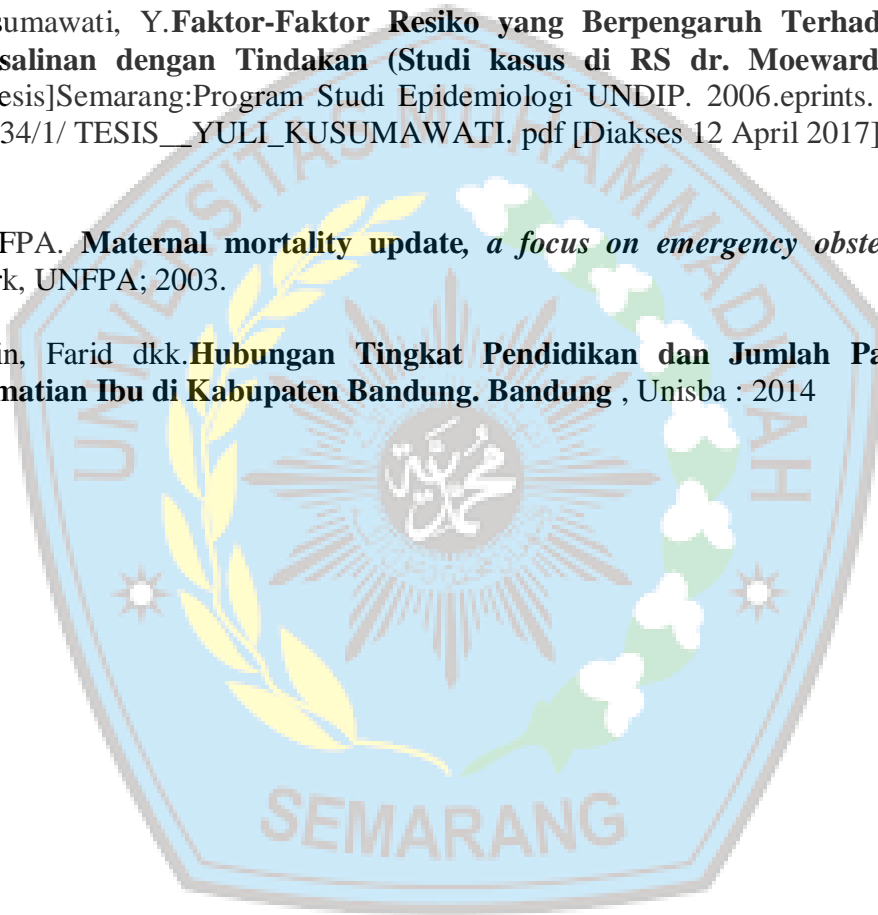 sumawati, Y.Faktor-Faktor Resiko yang Berpengaruh Terhad
salinan dengan Tindakan (Studi kasus di RS dr. Moeward
esis]Semarang:Program Studi Epidemiologi UNDIP. 2006.eprints.
34/1/ TESIS__YULI_KUSUMAWATI. pdf [Diakses 12 April 2017]
FPA. Maternal mortality update, a focus on emergency obste
rk, UNFPA; 2003.
in, Farid dkk.Hubungan Tingkat Pendidikan dan Jumlah Pa
matian Ibu di Kabupaten Bandung. Bandung , Unisba : 2014
UNIVERSITAS MUHAMMADIYAH
محمدية
SEMARANG